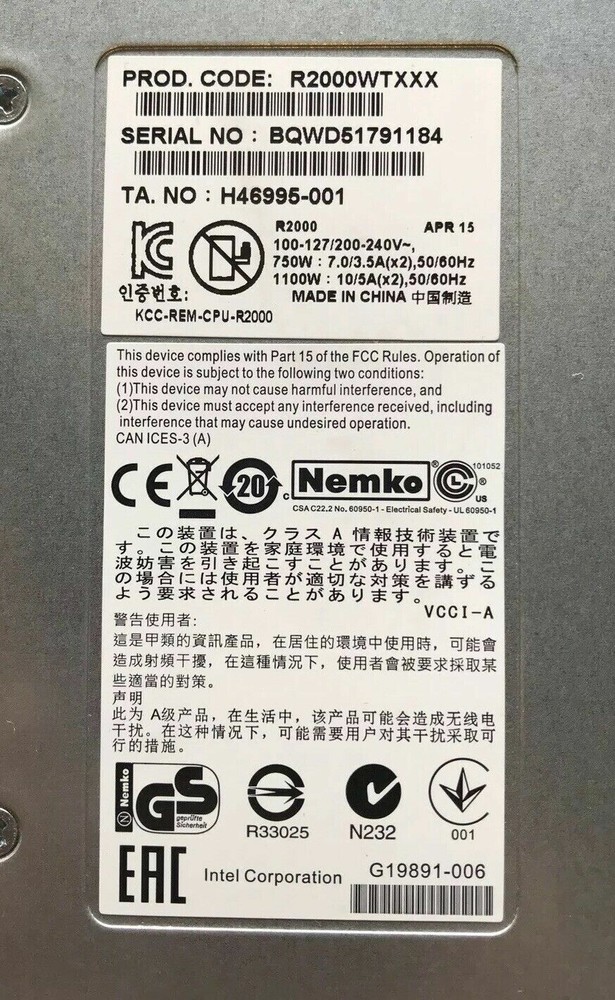 PROD. CODE: R2000WTXXX
SERIAL NO : BQWD51791184
TA. NO : H46995-001
R2000 APR 15
100-127/200-240V~,
750W : 7.0/3.5A(x2),50/60Hz
1100W : 10/5A(x2),50/60Hz
인증번호: MADE IN CHINA 中国制造
KCC-REM-CPU-R2000
This device complies with Part 15 of the FCC Rules. Operation of
this device is subject to the following two conditions:
(1)This device may not cause harmful interference, and
(2)This device must accept any interference received, including
interference that may cause undesired operation.
CAN ICES-3 (A)
CE 20 c Nemko® CL® US 101052
CSA C22.2 No. 60950-1 - Electrical Safety - UL 60950-1
この装置は、クラス A 情報技術装置で
す。この装置を家庭環境で使用すると電
波妨害を引き起こすことがあります。こ
の場合には使用者が適切な対策を講ずる
よう要求されることがあります。
VCCI-A
警告使用者:
這是甲類的資訊產品，在居住的環境中使用時，可能會
造成射頻干擾，在這種情況下，使用者會被要求採取某
些適當的對策。
声明
此为 A级产品，在生活中，该产品可能会造成无线电
干扰。在这种情况下，可能需要用户对其干扰采取可
行的措施。
N Nemko GS geprüfte Sicherheit
R33025 N232 001
EAC Intel Corporation G19891-006